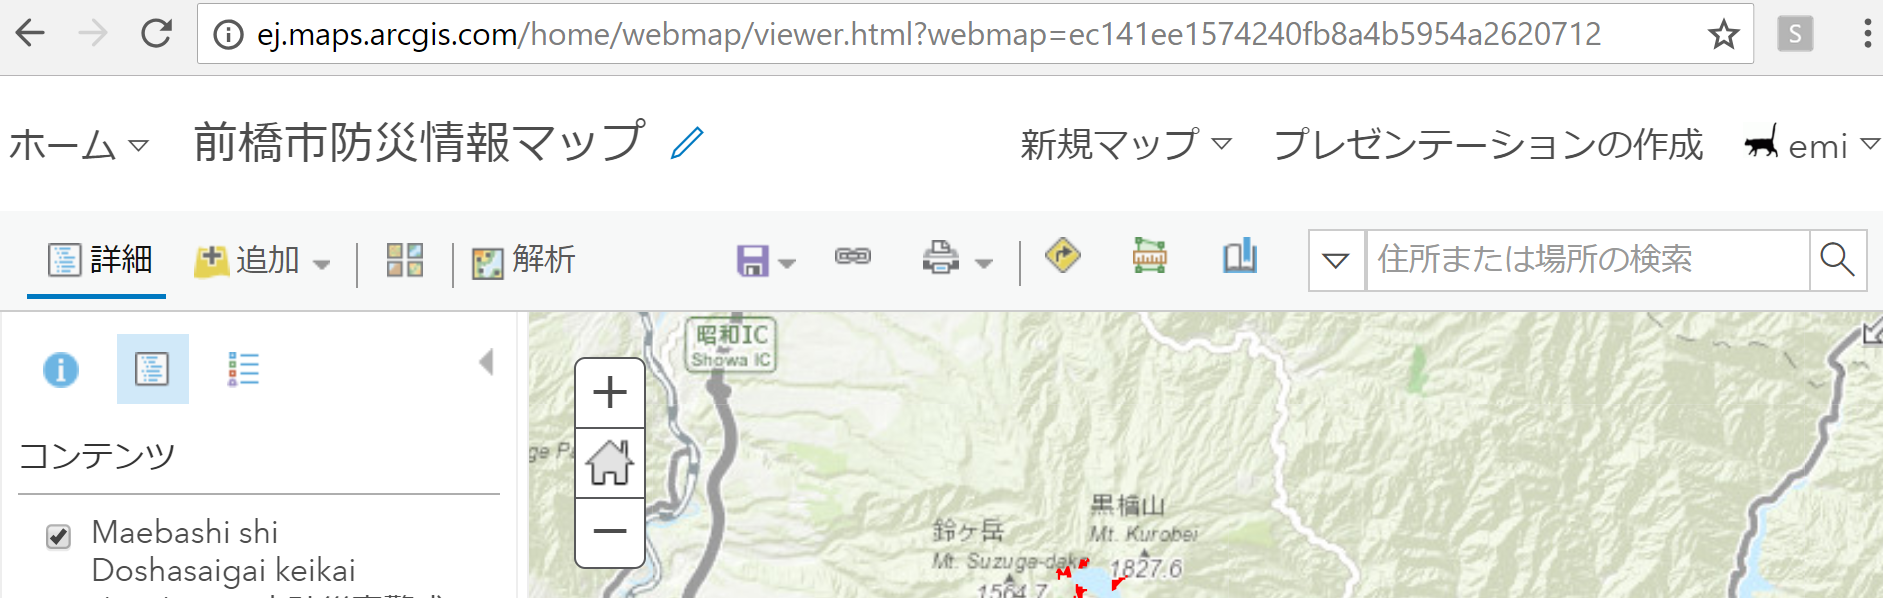 ej.maps.arcgis.com/home/webmap/viewer.html?webmap=ec141ee1574240fb8a4b5954a2620712
S
ホーム 前橋市防災情報マップ 新規マップ プレゼンテーションの作成 emi
詳細 追加 解析 住所または場所の検索
昭和IC
Showa IC
コンテンツ
黒檜山
Mt. Kurobei
1827.6
鈴ヶ岳
Mt. Suzuga-dake
1564.7
Maebashi shi
Doshasaigai keikai